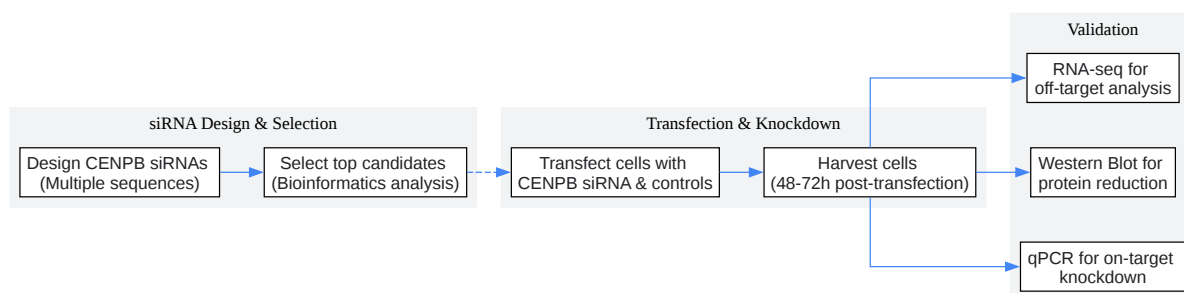 siRNA Design & Selection
Design CENPB siRNAs
(Multiple sequences)
Select top candidates
(Bioinformatics analysis)
Transfection & Knockdown
Transfect cells with
CENPB siRNA & controls
Harvest cells
(48-72h post-transfection)
Validation
RNA-seq for
off-target analysis
Western Blot for
protein reduction
qPCR for on-target
knockdown